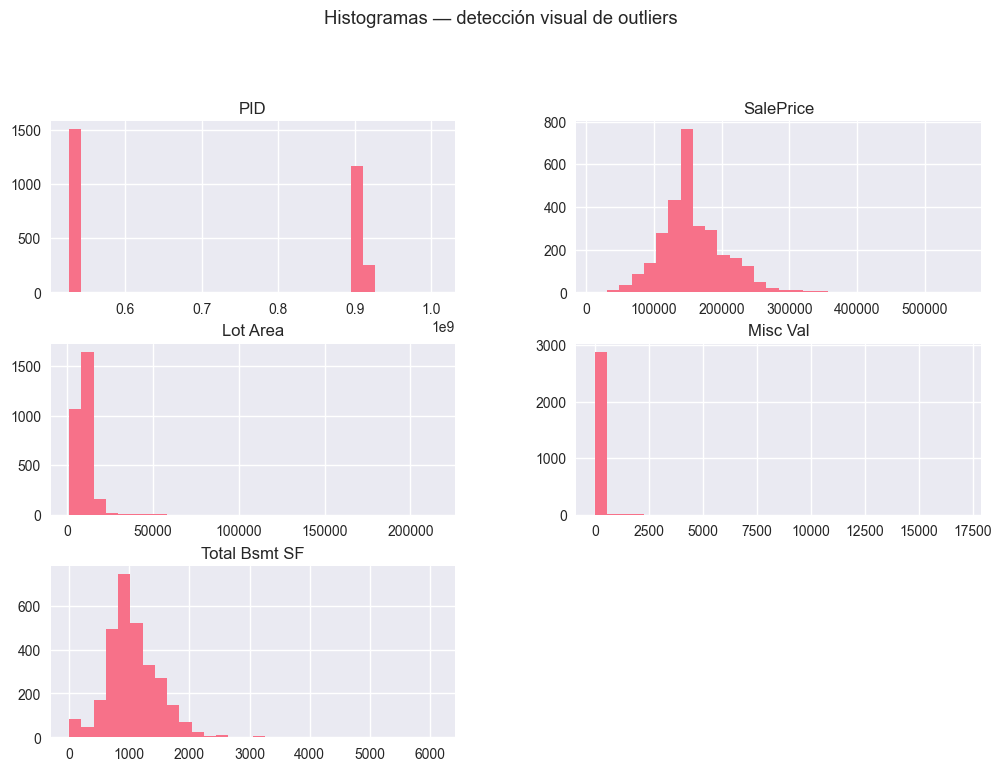 Histogramas — detección visual de outliers
PID
1500
1000
500
0
0.6 0.7 0.8 0.9 1.0
1e9
SalePrice
800
600
400
200
0
0 100000 200000 300000 400000 500000
Lot Area
1500
1000
500
0
0 50000 100000 150000 200000
Misc Val
3000
2000
1000
0
0 2500 5000 7500 10000 12500 15000 17500
Total Bsmt SF
600
400
200
0
0 1000 2000 3000 4000 5000 6000